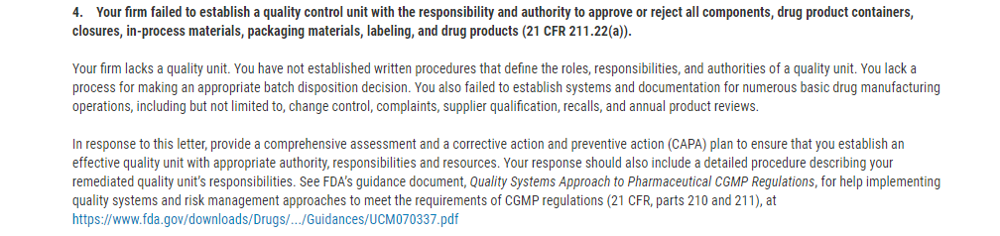 4. Your firm failed to establish a quality control unit with the responsibility and authority to approve or reject all components, drug product containers,
closures, in-process materials, packaging materials, labeling, and drug products (21 CFR 211.22(a)).
Your firm lacks a quality unit. You have not established written procedures that define the roles, responsibilities, and authorities of a quality unit. You lack a
process for making an appropriate batch disposition decision. You also failed to establish systems and documentation for numerous basic drug manufacturing
operations, including but not limited to, change control, complaints, supplier qualification, recalls, and annual product reviews.
In response to this letter, provide a comprehensive assessment and a corrective action and preventive action (CAPA) plan to ensure that you establish an
effective quality unit with appropriate authority, responsibilities and resources. Your response should also include a detailed procedure describing your
remediated quality unit's responsibilities. See FDA's guidance document, Quality Systems Approach to Pharmaceutical CGMP Regulations, for help implementing
quality systems and risk management approaches to meet the requirements of CGMP regulations (21 CFR, parts 210 and 211), at
https://www.fda.gov/downloads/Drugs/.../Guidances/UCM070337.pdf